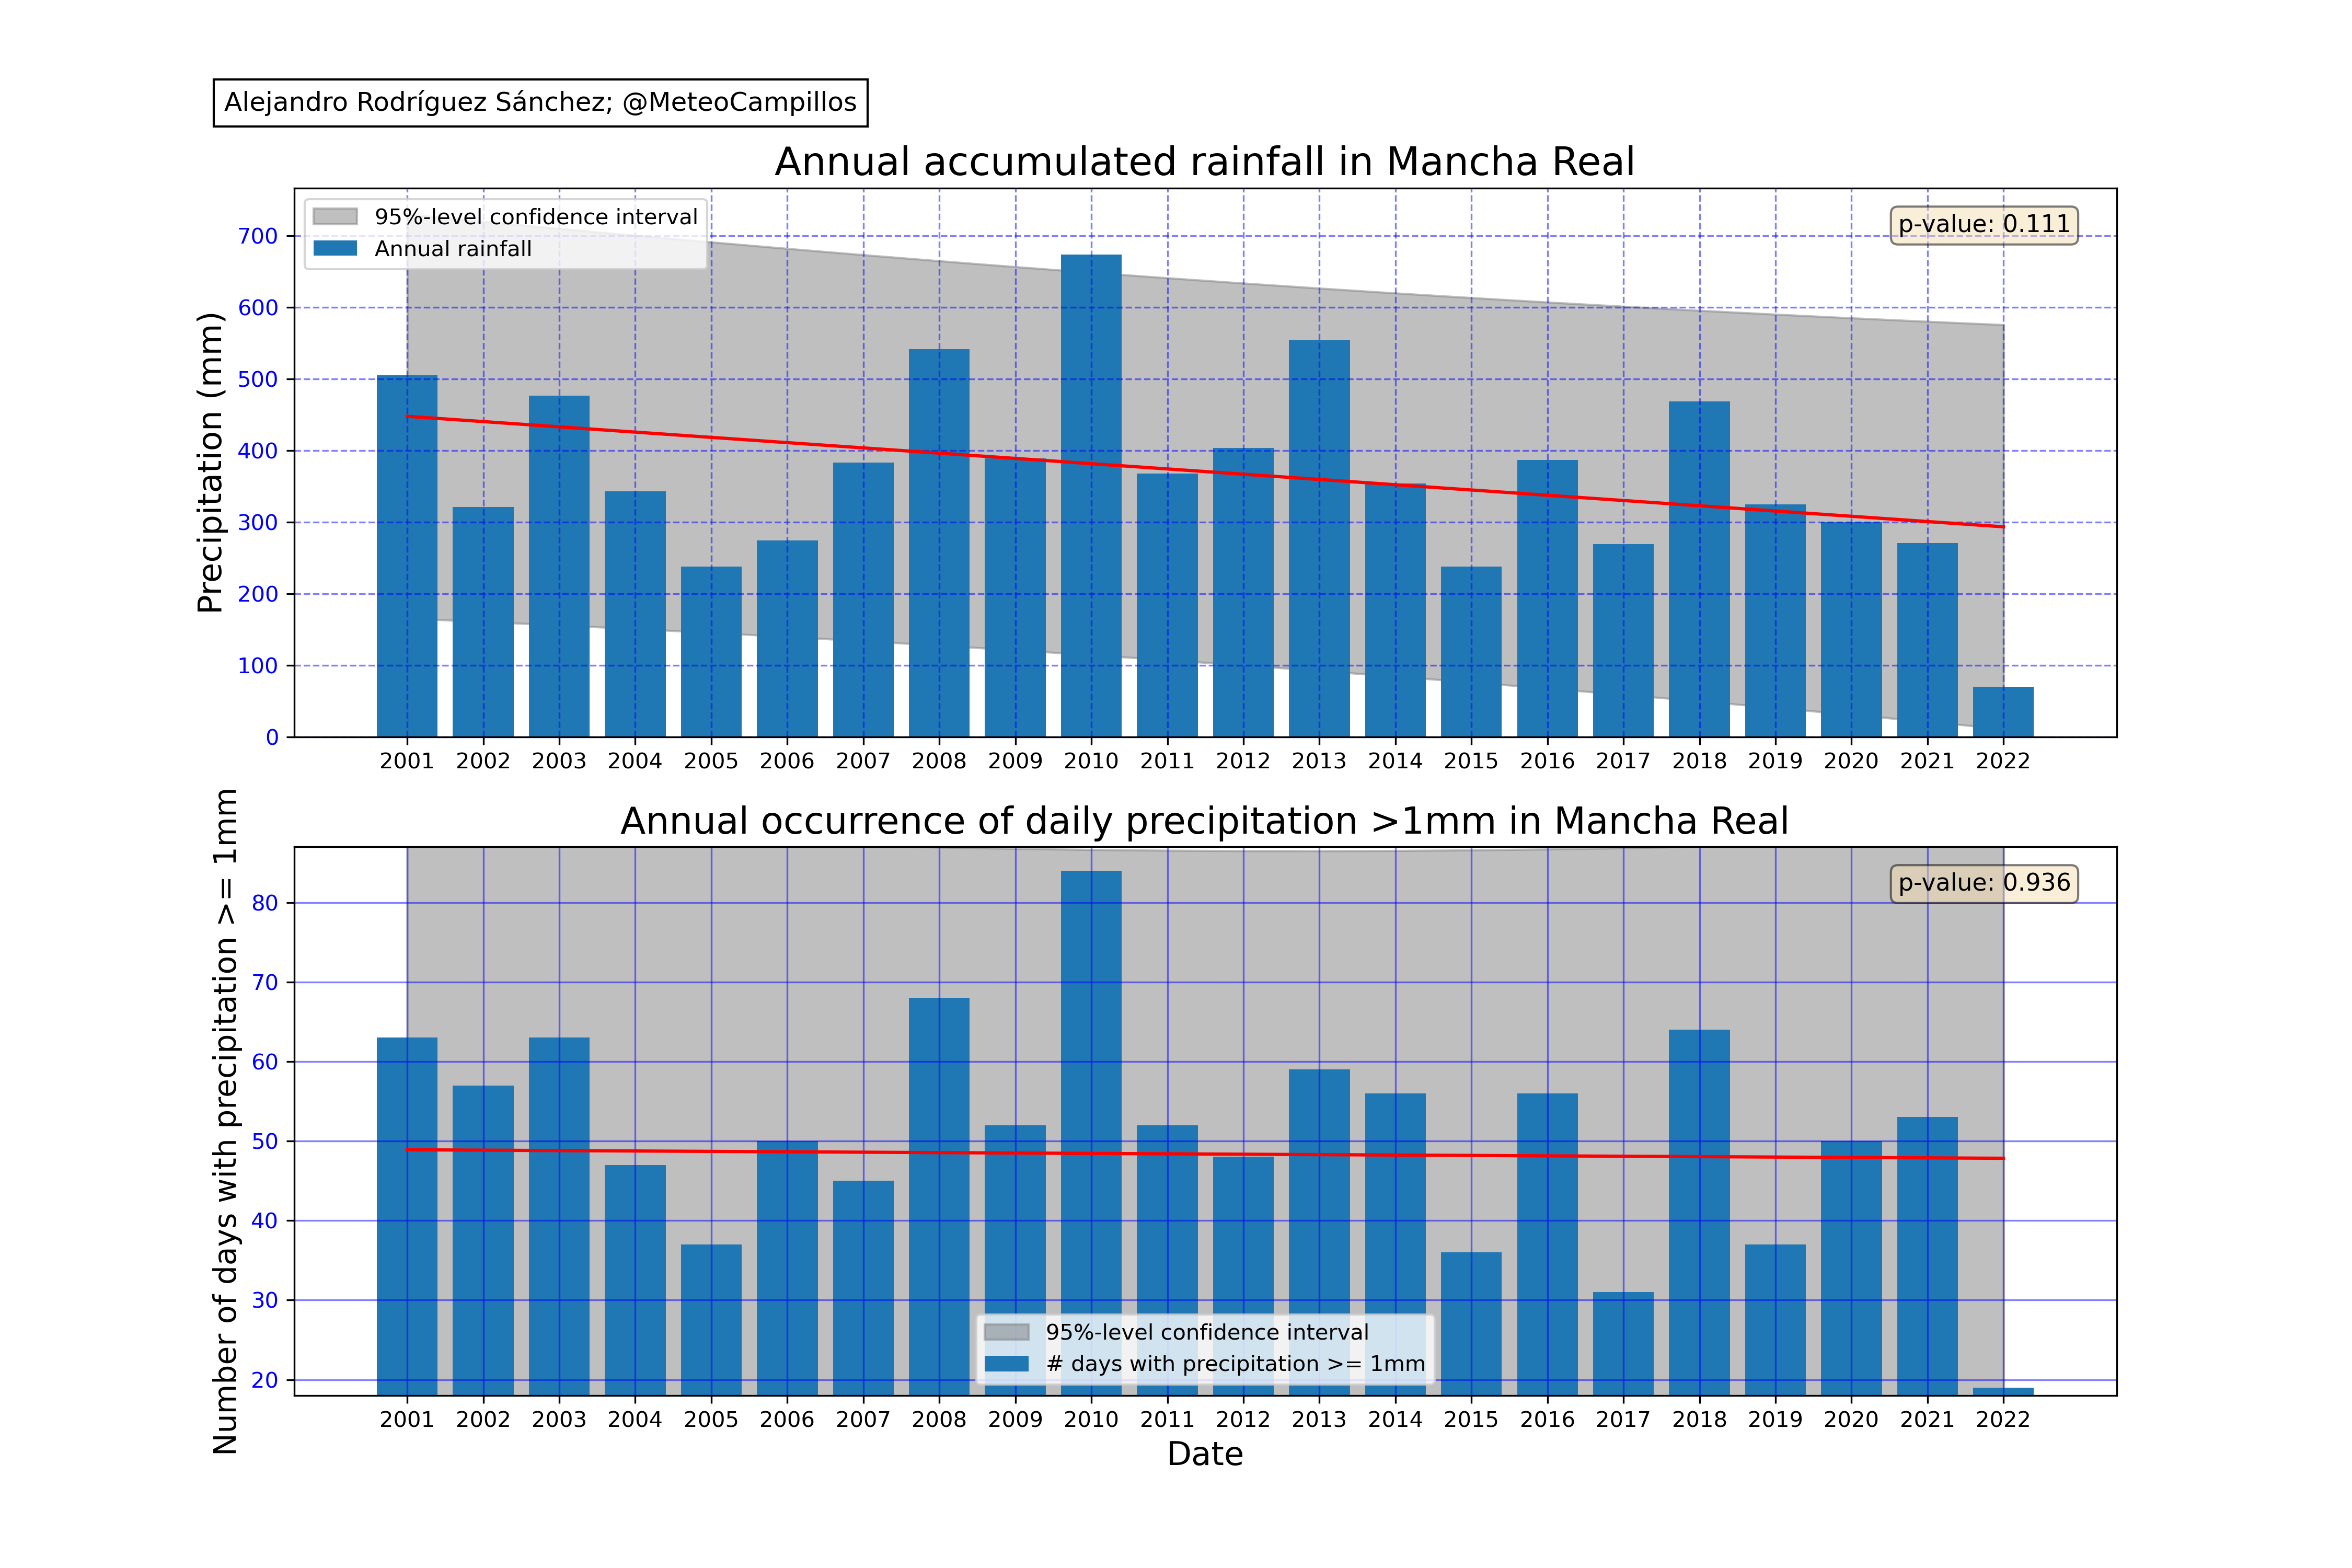 Alejandro Rodríguez Sánchez; @MeteoCampillos
Annual accumulated rainfall in Mancha Real
95%-level confidence interval
Annual rainfall
p-value: 0.111
Precipitation (mm)
700
600
500
400
300
200
100
0
2001 2002 2003 2004 2005 2006 2007 2008 2009 2010 2011 2012 2013 2014 2015 2016 2017 2018 2019 2020 2021 2022
Annual occurrence of daily precipitation >1mm in Mancha Real
p-value: 0.936
Number of days with precipitation >= 1mm
80
70
60
50
40
30
20
95%-level confidence interval
# days with precipitation >= 1mm
2001 2002 2003 2004 2005 2006 2007 2008 2009 2010 2011 2012 2013 2014 2015 2016 2017 2018 2019 2020 2021 2022
Date